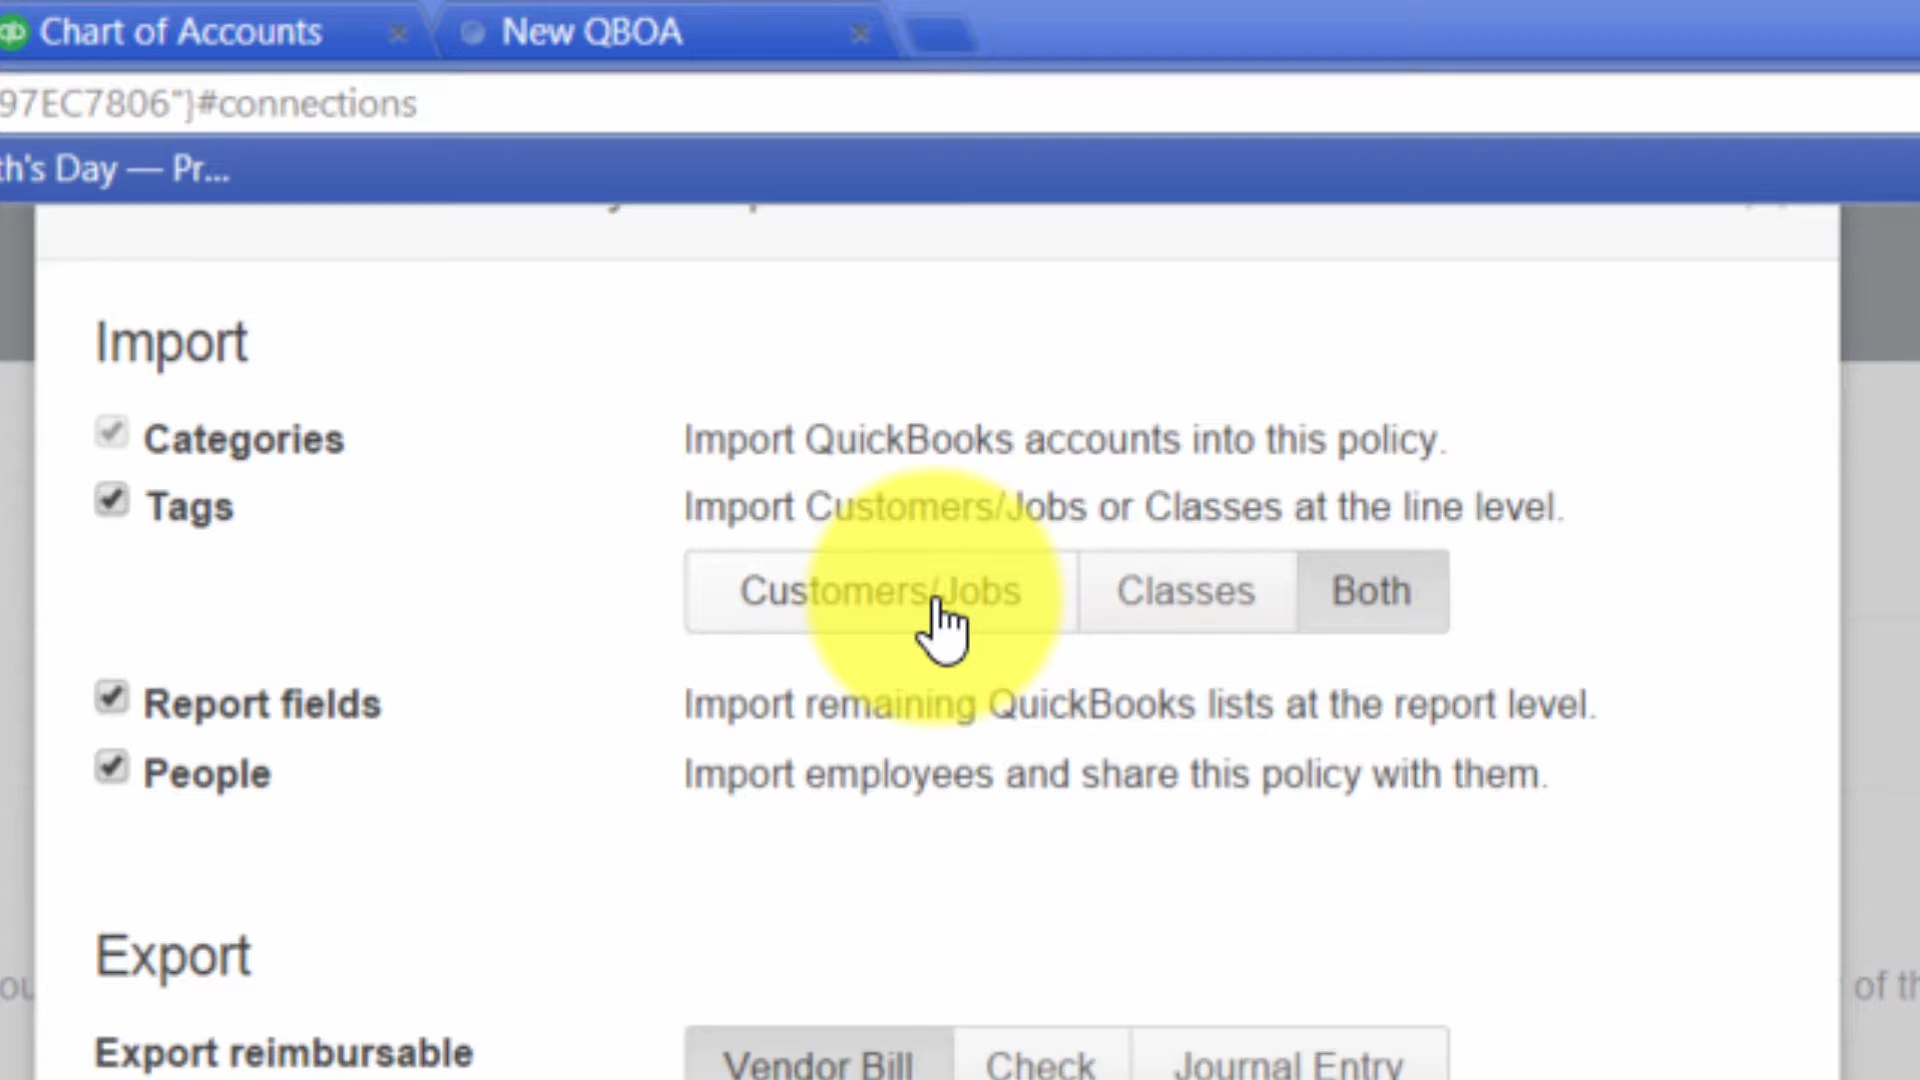 Chart of Accounts
New QBOA
97EC7806"}#connections
th's Day — Pr...
Import
Categories
Import QuickBooks accounts into this policy.
Tags
Import Customers/Jobs or Classes at the line level.
Customers/Jobs
Classes
Both
Report fields
Import remaining QuickBooks lists at the report level.
People
Import employees and share this policy with them.
Export
ou
of th
Export reimbursable
Vendor Bill
Check
Journal Entry